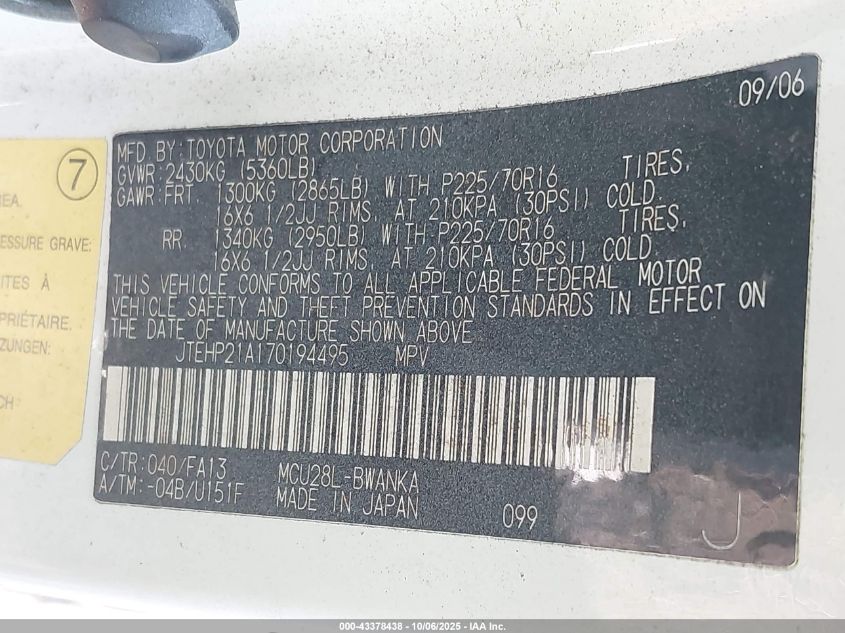 09/06
MFD BY: TOYOTA MOTOR CORPORATION
GVWR: 2430KG (5360LB)
GAWR: FRT. 1300KG (2865LB) WITH P225/70R16 TIRES,
16X6 1/2JJ RIMS, AT 210KPA (30PSI) COLD.
RR. 1340KG (2950LB) WITH P225/70R16 TIRES,
16X6 1/2JJ RIMS, AT 210KPA (30PSI) COLD.
THIS VEHICLE CONFORMS TO ALL APPLICABLE FEDERAL MOTOR
VEHICLE SAFETY AND THEFT PREVENTION STANDARDS IN EFFECT ON
THE DATE OF MANUFACTURE SHOWN ABOVE.
JTEHP21A170194495 MPV
C/TR: 040/FA13 MCU28L-BWANKA
A/TM: -04B/U151F MADE IN JAPAN
099
J
7
ESSURE GRAVE:
ITES À
PRIÉTAIRE.
ZUNGEN:
CH
000-43378438 - 10/06/2025 - IAA Inc.